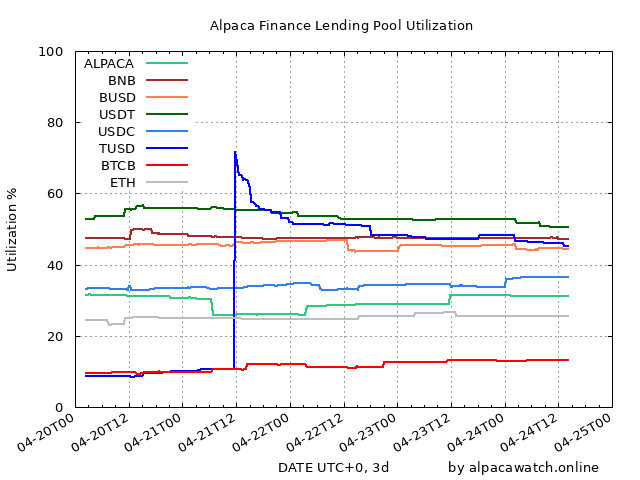 Alpaca Finance Lending Pool Utilization
100
80
60
40
20
0
Utilization %
ALPACA
BNB
BUSD
USDT
USDC
TUSD
BTCB
ETH
04-20T00
04-20T12
04-21T00
04-21T12
04-22T00
04-22T12
04-23T00
04-23T12
04-24T00
04-24T12
04-25T00
DATE UTC+0, 3d
by alpacawatch.online